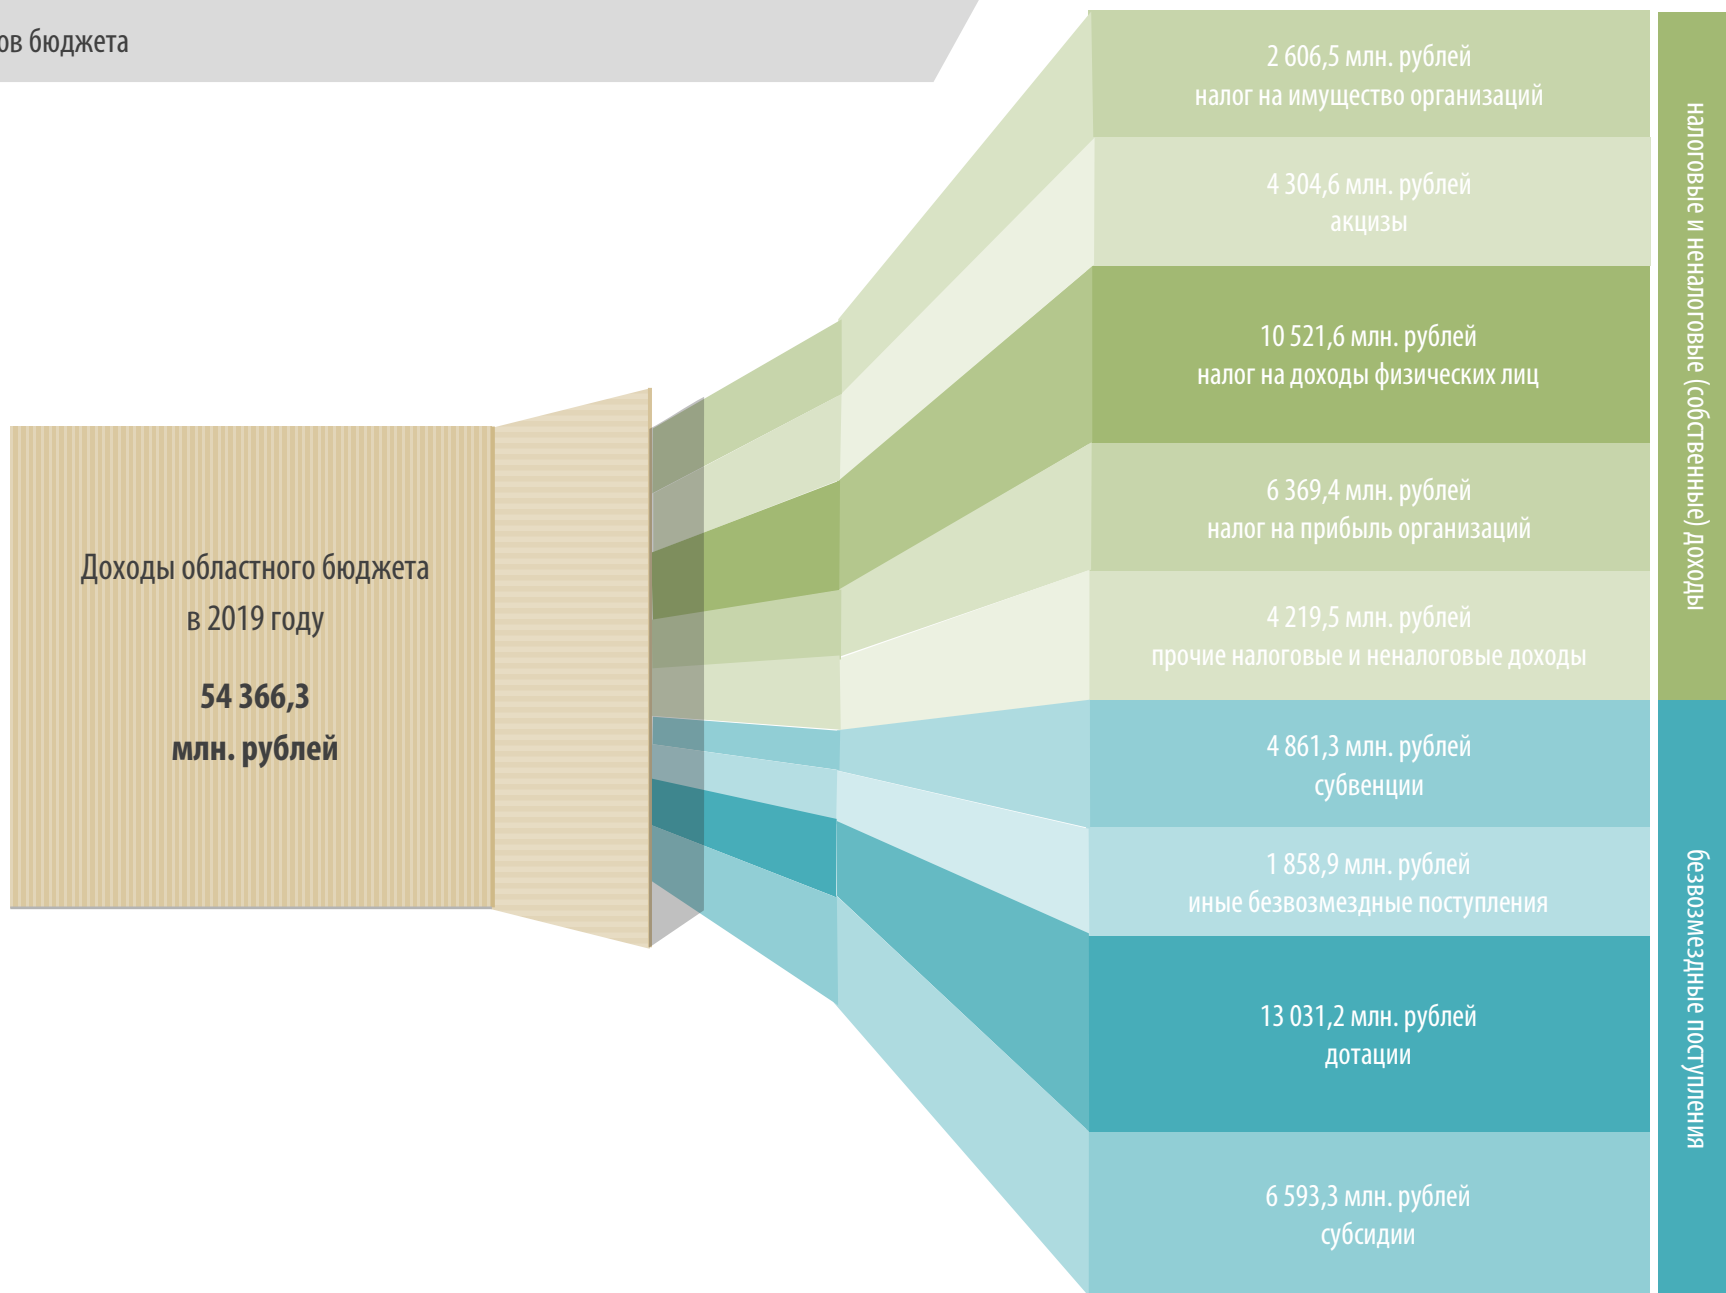 ов бюджета
Доходы областного бюджета
в 2019 году
54 366,3
млн. рублей
2 606,5 млн. рублей
налог на имущество организаций
4 304,6 млн. рублей
акцизы
10 521,6 млн. рублей
налог на доходы физических лиц
6 369,4 млн. рублей
налог на прибыль организаций
4 219,5 млн. рублей
прочие налоговые и неналоговые доходы
4 861,3 млн. рублей
субвенции
1 858,9 млн. рублей
иные безвозмездные поступления
13 031,2 млн. рублей
дотации
6 593,3 млн. рублей
субсидии
налоговые и неналоговые (собственные) доходы
безвозмездные поступления